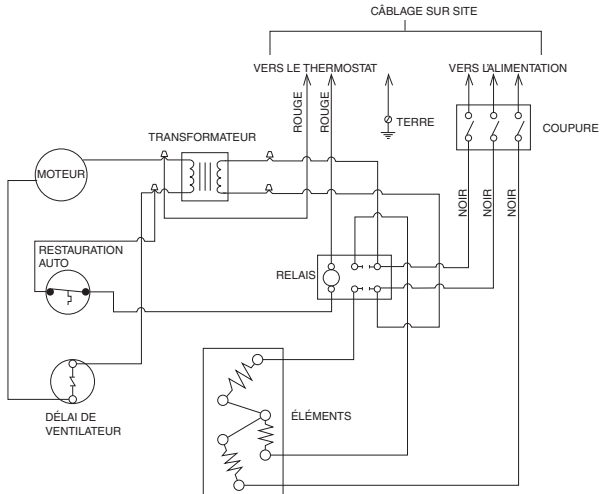 CÂBLAGE SUR SITE
VERS LE THERMOSTAT
VERS L'ALIMENTATION
ROUGE
ROUGE
TERRE
COUPURE
TRANSFORMATEUR
MOTEUR
NOIR
NOIR
NOIR
RESTAURATION
AUTO
RELAIS
DÉLAI DE
VENTILATEUR
ÉLÉMENTS